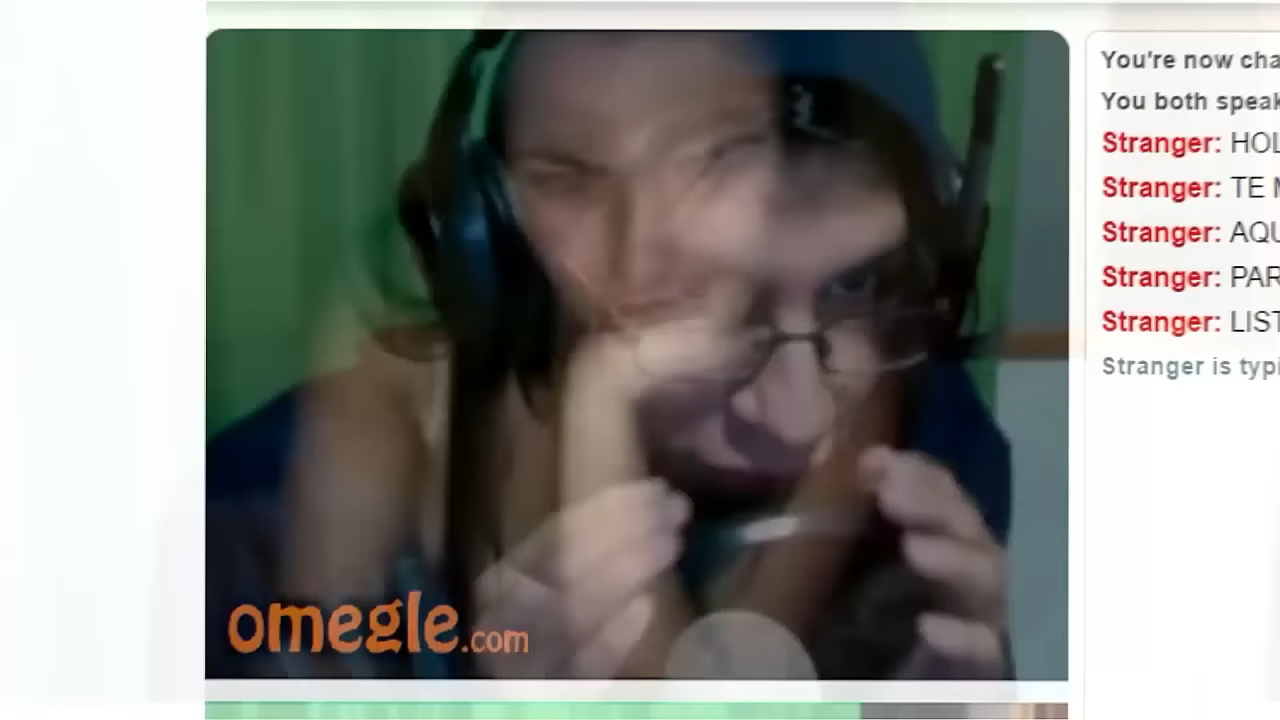 You're now cha
You both speak
Stranger: HOL
Stranger: TE M
Stranger: AQU
Stranger: PAR
Stranger: LIST
Stranger is typi
omegle.com